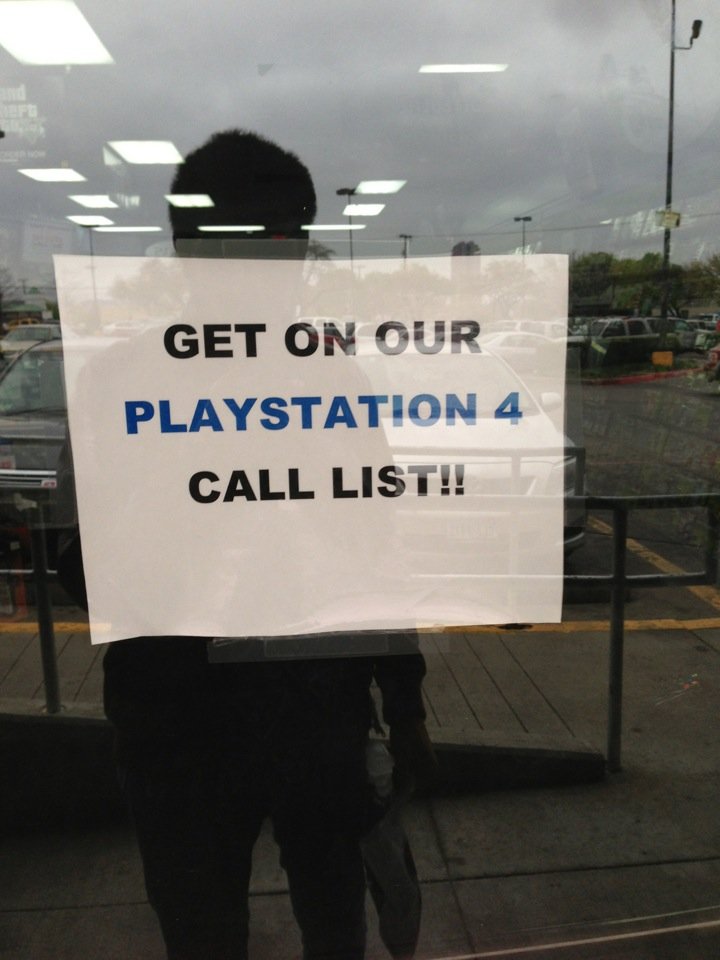 GET ON OUR
PLAYSTATION 4
CALL LIST!!